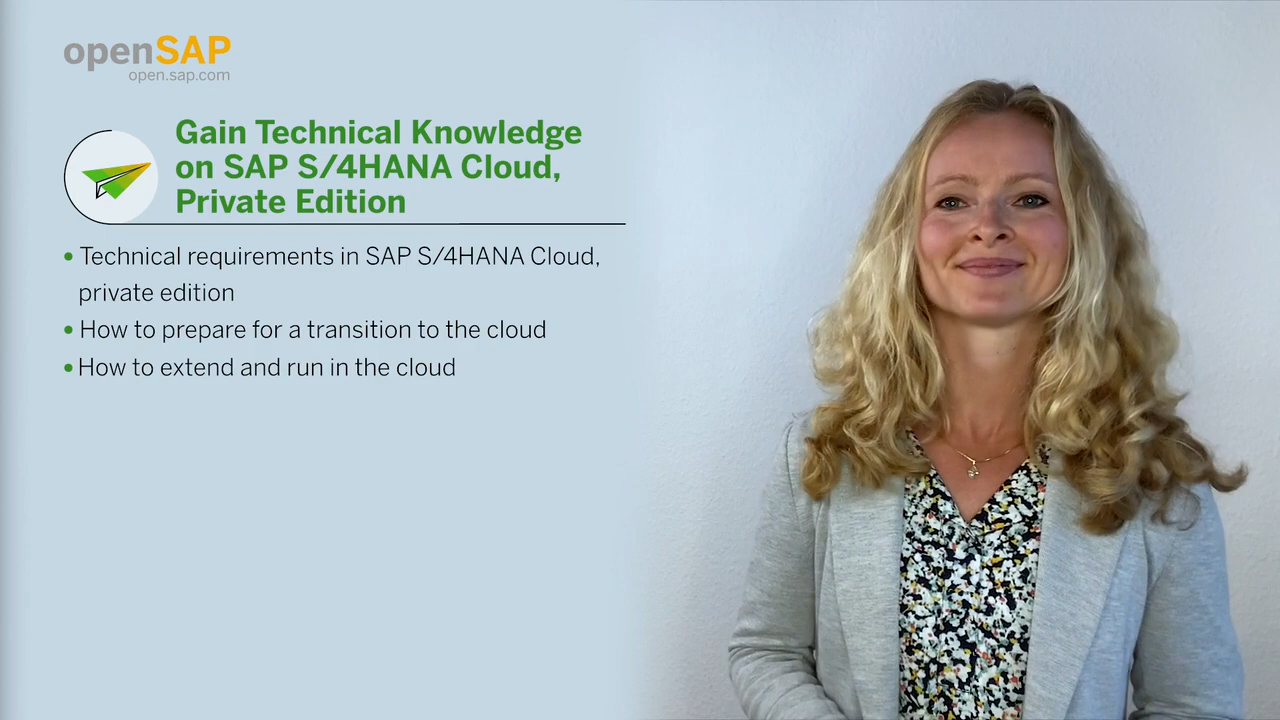 openSAP
open.sap.com
Gain Technical Knowledge
on SAP S/4HANA Cloud,
Private Edition
• Technical requirements in SAP S/4HANA Cloud,
private edition
• How to prepare for a transition to the cloud
• How to extend and run in the cloud